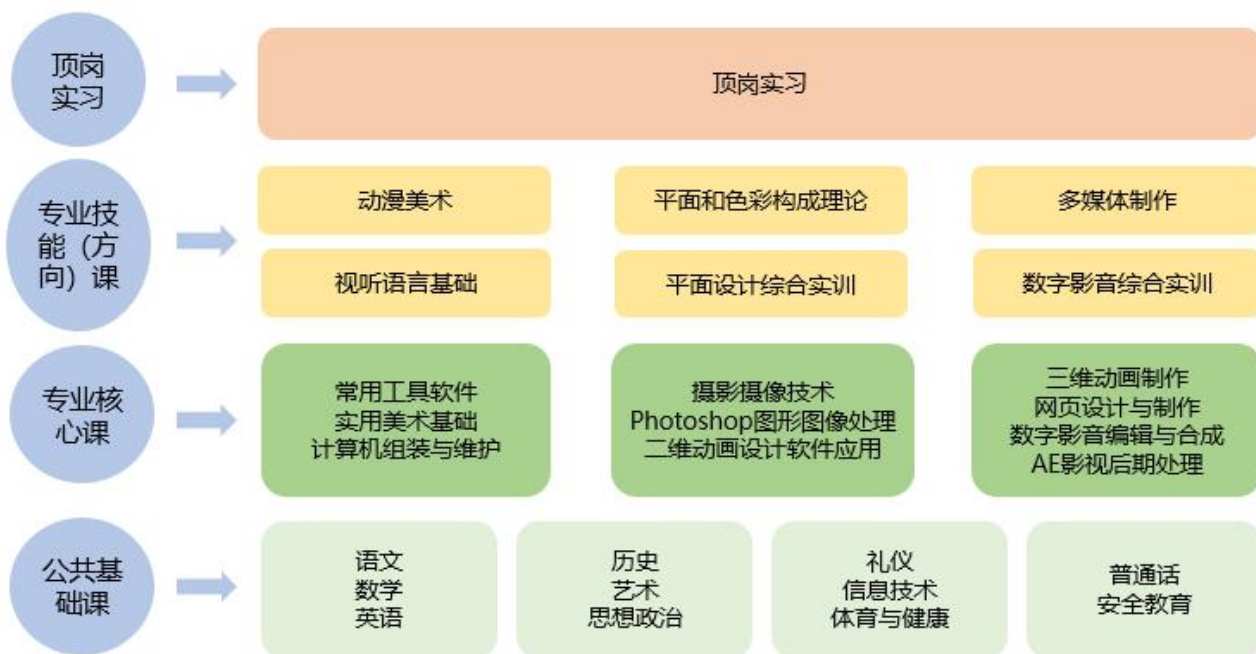 顶岗
实习
顶岗实习
专业技
能（方
向）课
动漫美术
平面和色彩构成理论
多媒体制作
视听语言基础
平面设计综合实训
数字影音综合实训
专业核
心课
常用工具软件
实用美术基础
计算机组装与维护
摄影摄像技术
Photoshop图形图像处理
二维动画设计软件应用
三维动画制作
网页设计与制作
数字影音编辑与合成
AE影视后期处理
公共基
础课
语文
数学
英语
历史
艺术
思想政治
礼仪
信息技术
体育与健康
普通话
安全教育